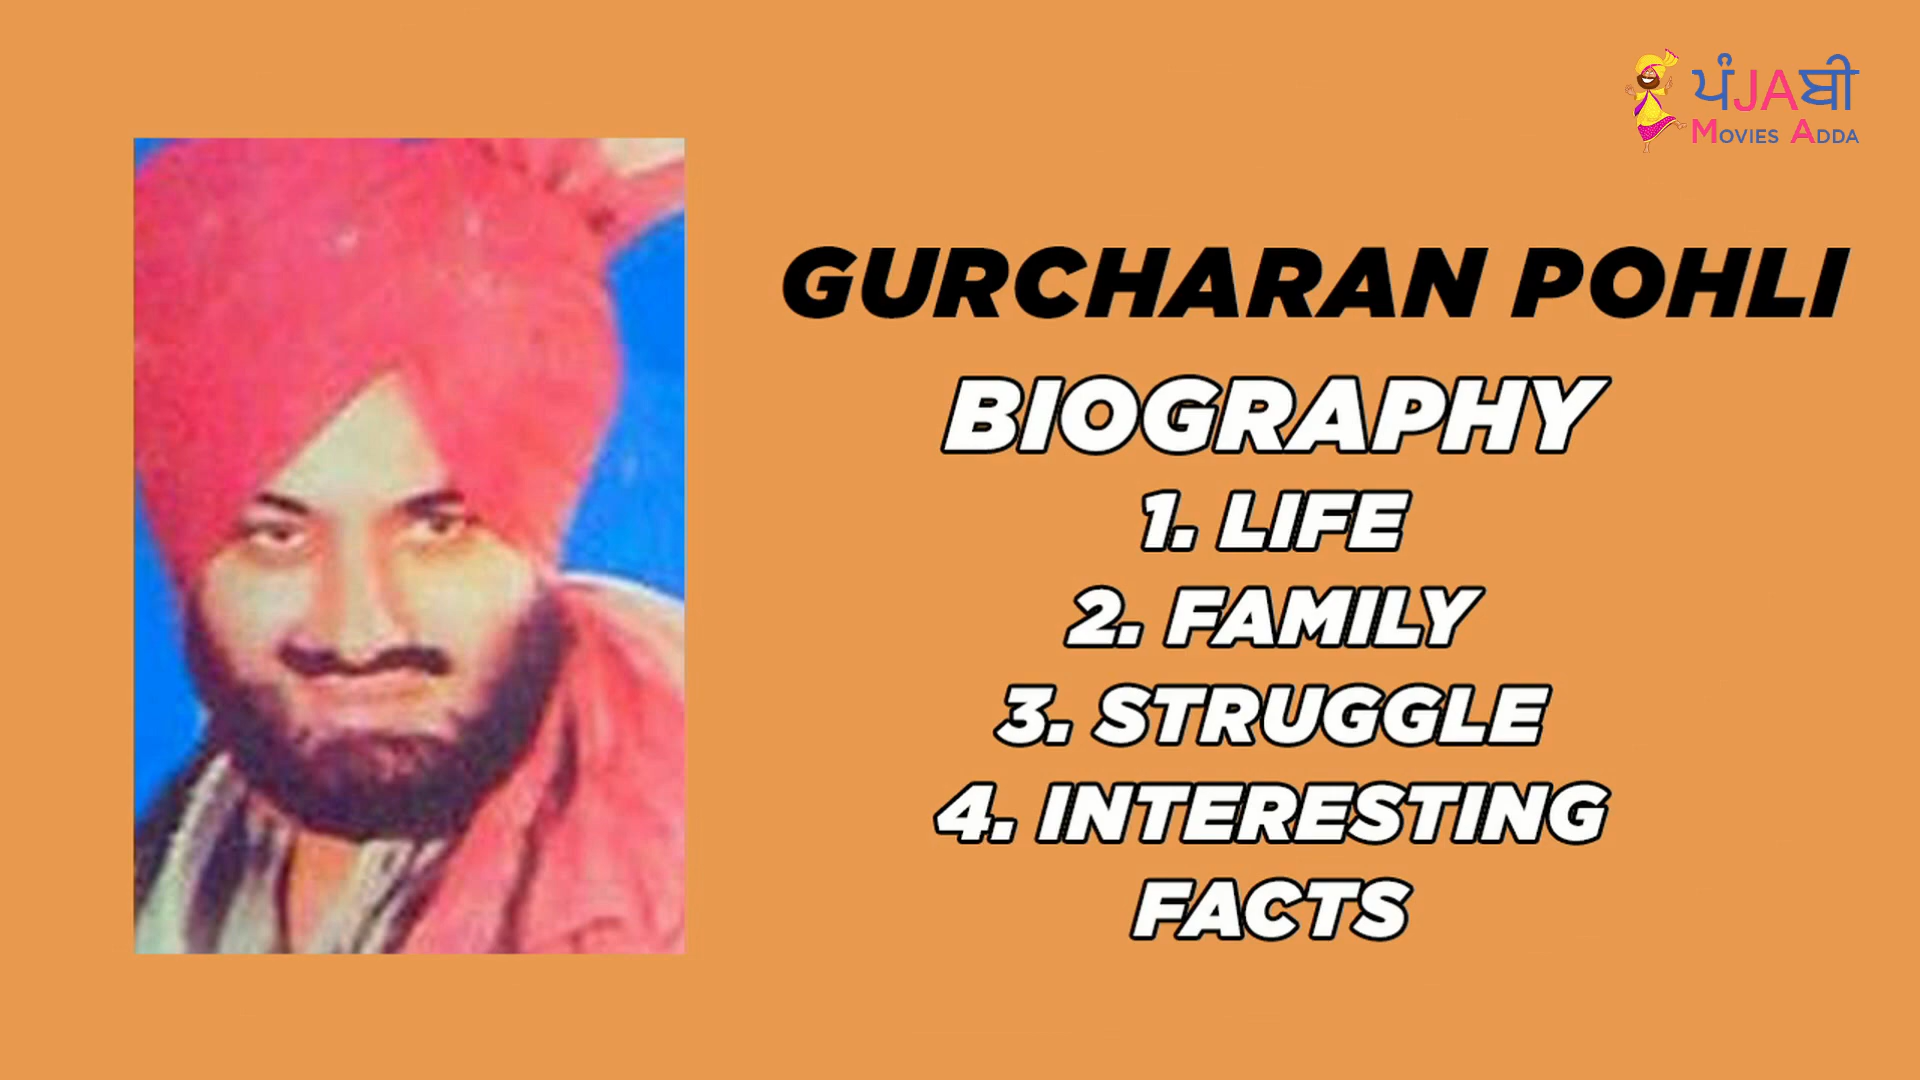 ਪੰJAਬੀ
MOVIES ADDA
GURCHARAN POHLI
BIOGRAPHY
1. LIFE
2. FAMILY
3. STRUGGLE
4. INTERESTING
FACTS